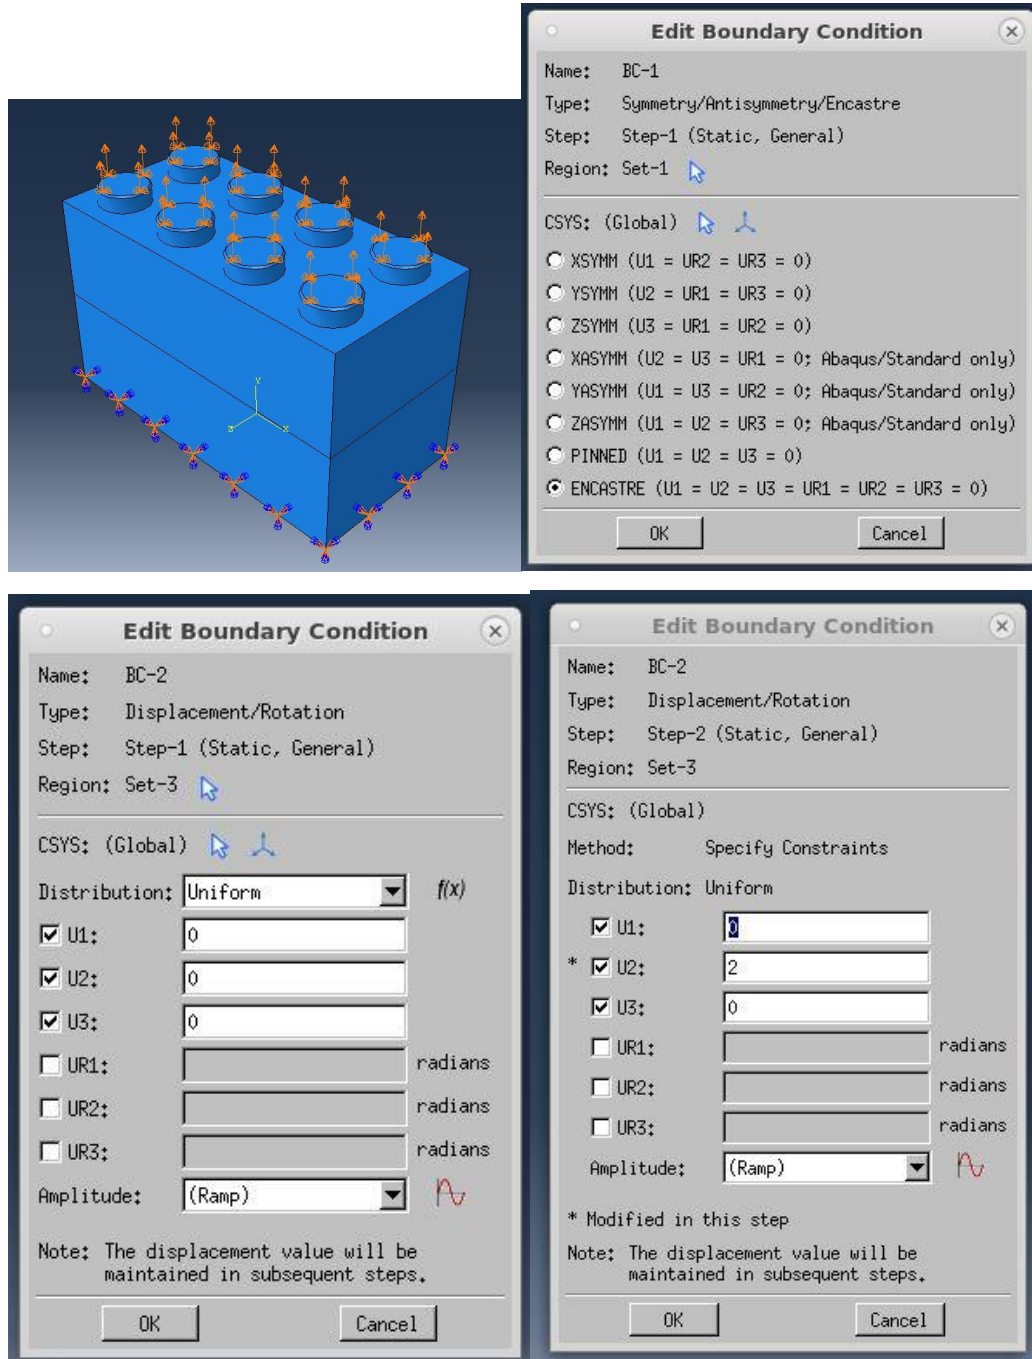 Y
Z
X
Edit Boundary Condition
Name: BC-1
Type: Symmetry/Antisymmetry/Encastre
Step: Step-1 (Static, General)
Region: Set-1
CSYS: (Global)
XSYMM (U1 = UR2 = UR3 = 0)
YSYMM (U2 = UR1 = UR3 = 0)
ZSYMM (U3 = UR1 = UR2 = 0)
XASYMM (U2 = U3 = UR1 = 0; Abaqus/Standard only)
YASYMM (U1 = U3 = UR2 = 0; Abaqus/Standard only)
ZASYMM (U1 = U2 = UR3 = 0; Abaqus/Standard only)
PINNED (U1 = U2 = U3 = 0)
ENCASTRE (U1 = U2 = U3 = UR1 = UR2 = UR3 = 0)
OK Cancel
Edit Boundary Condition
Name: BC-2
Type: Displacement/Rotation
Step: Step-1 (Static, General)
Region: Set-3
CSYS: (Global)
Distribution: Uniform f(x)
U1: 0
U2: 0
U3: 0
UR1: radians
UR2: radians
UR3: radians
Amplitude: (Ramp)
Note: The displacement value will be
maintained in subsequent steps.
OK Cancel
Edit Boundary Condition
Name: BC-2
Type: Displacement/Rotation
Step: Step-2 (Static, General)
Region: Set-3
CSYS: (Global)
Method: Specify Constraints
Distribution: Uniform
U1: 0
* U2: 2
U3: 0
UR1: radians
UR2: radians
UR3: radians
Amplitude: (Ramp)
* Modified in this step
Note: The displacement value will be
maintained in subsequent steps.
OK Cancel